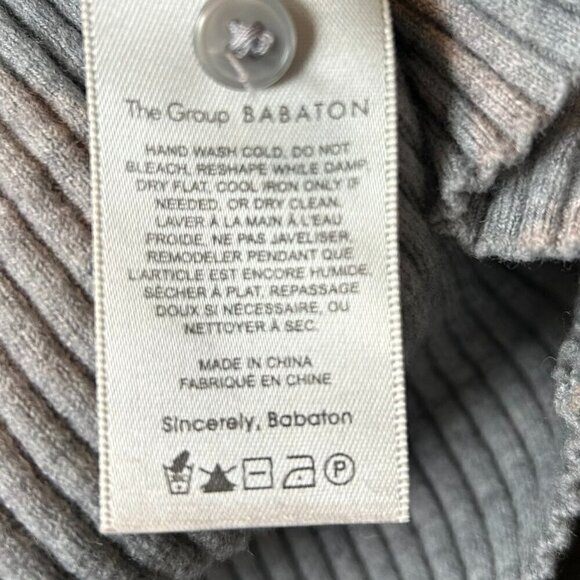 The Group BABATON
HAND WASH COLD, DO NOT
BLEACH, RESHAPE WHILE DAMP,
DRY FLAT, COOL IRON ONLY IF
NEEDED, OR DRY CLEAN.
LAVER À LA MAIN À L'EAU
FROIDE, NE PAS JAVELISER,
REMODELER PENDANT QUE
L'ARTICLE EST ENCORE HUMIDE,
SÉCHER À PLAT, REPASSAGE
DOUX SI NÉCESSAIRE, OU
NETTOYER À SEC.
MADE IN CHINA
FABRIQUÉ EN CHINE
Sincerely, Babaton
P